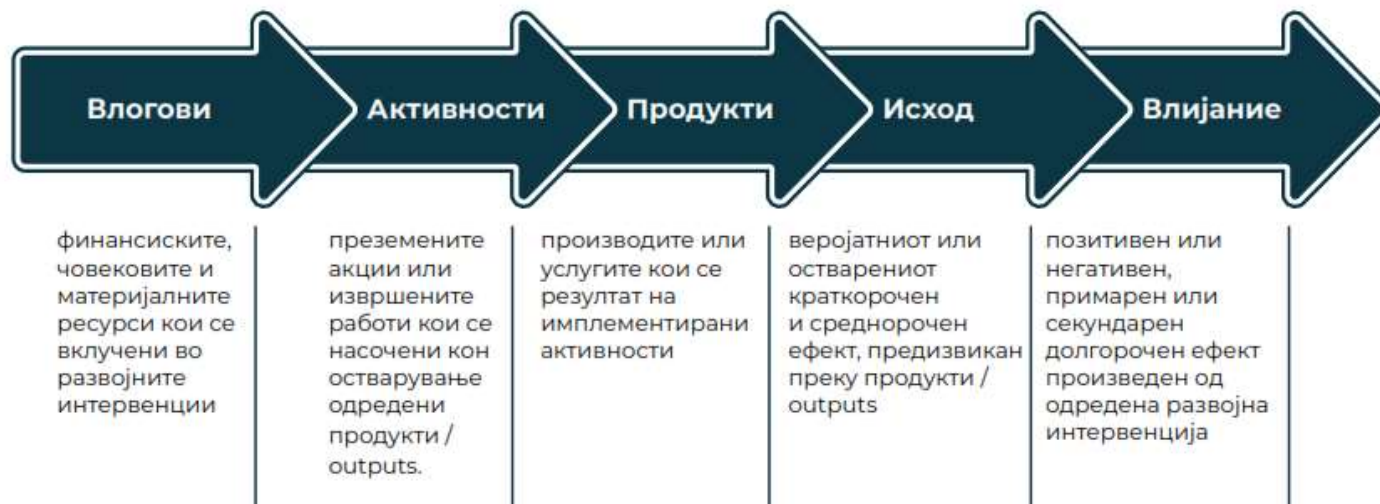 Влогови
Активности
Продукти
Исход
Влијание
финансиските,
човековите и
материјалните
ресурси кои се
вклучени во
развојните
интервенции
преземените
акции или
извршените
работи кои се
насочени кон
остварување
одредени
продукти /
outputs.
производите или
услугите кои се
резултат на
имплементирани
активности
веројатниот или
остварениот
краткорочен
и среднорочен
ефект, предизвикан
преку продукти /
outputs
позитивен или
негативен,
примарен или
секундарен
долгорочен ефект
произведен од
одредена развојна
интервенција